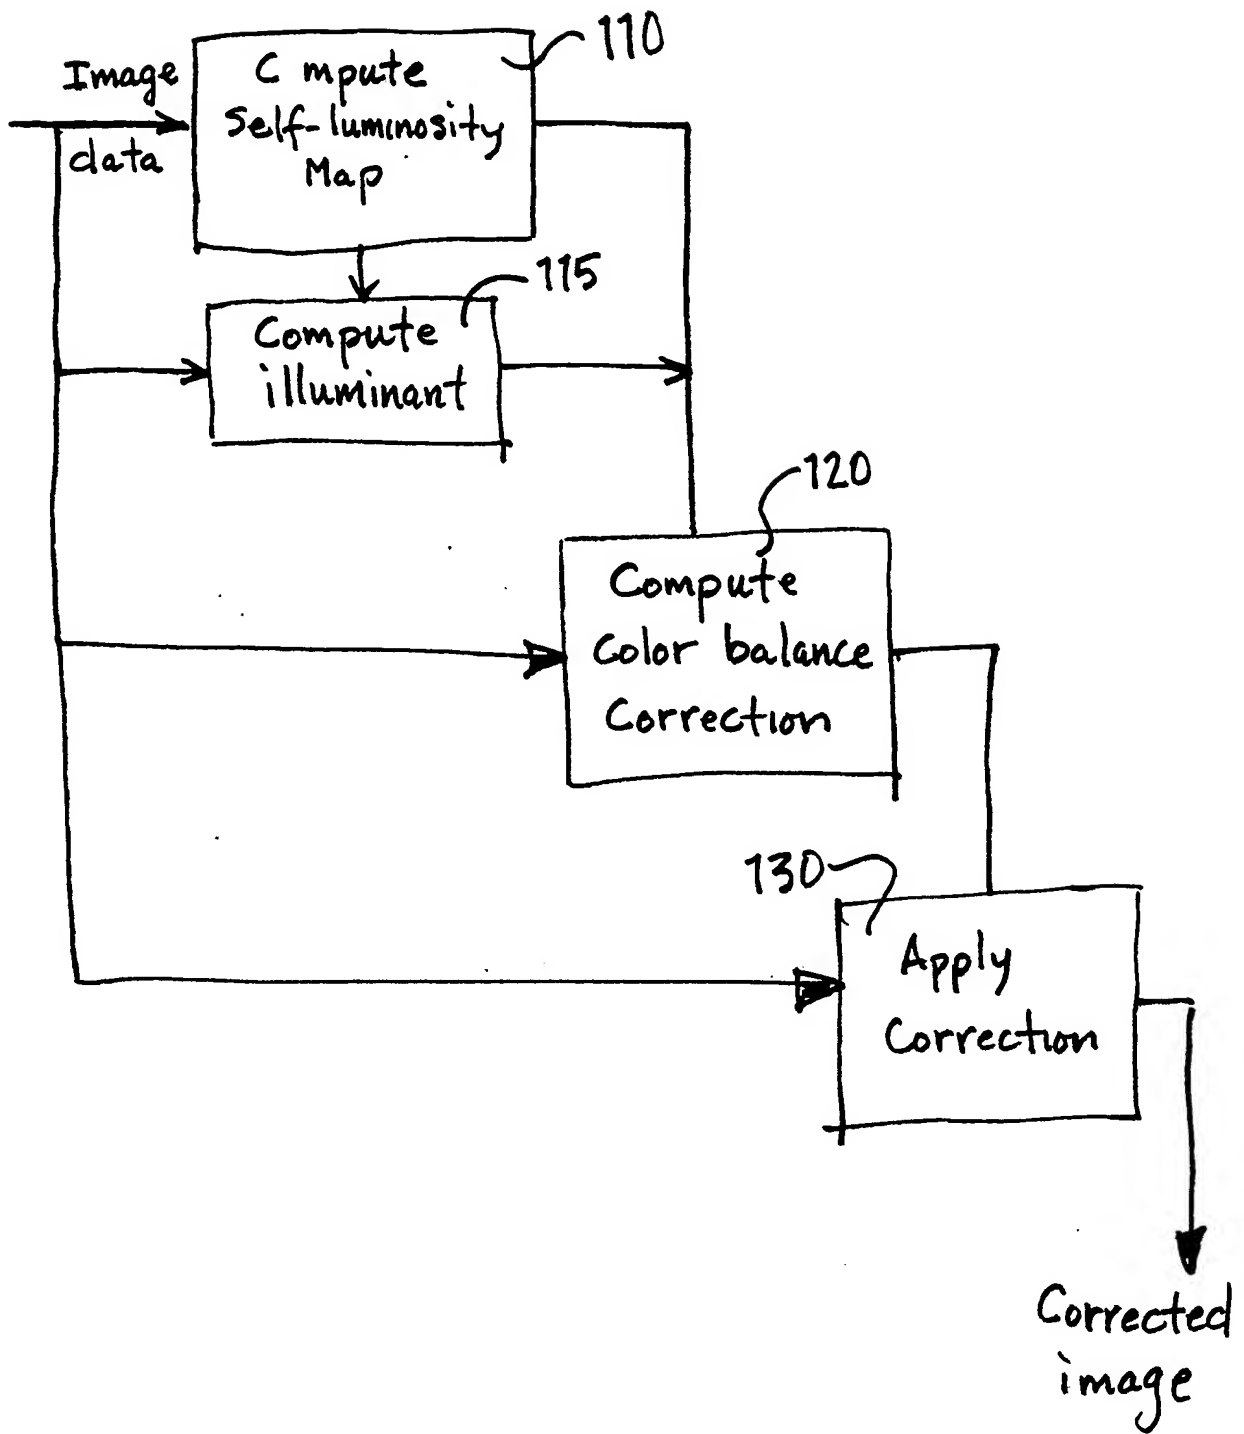 110
Image
data
C mpute
Self-luminosity
Map
115
Compute
illuminant
120
Compute
Color balance
Correction
130
Apply
Correction
Corrected
image